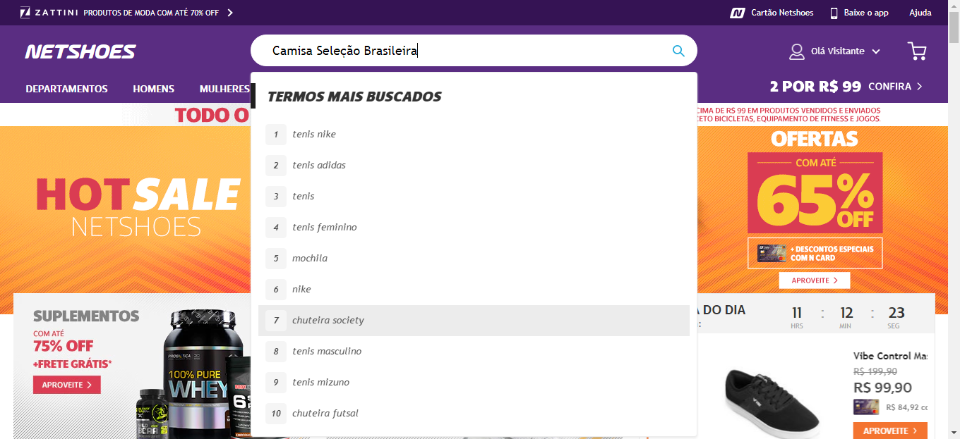 ZATTINI PRODUTOS DE MODA COM ATÉ 70% OFF
Cartão Netshoes
Baixe o app
Ajuda
NETSHOES
Camisa Seleção Brasileira
Olá Visitante
DEPARTAMENTOS
HOMENS
MULHERES
2 POR R$ 99 CONFIRA
TERMOS MAIS BUSCADOS
1 tenis nike
2 tenis adidas
3 tenis
4 tenis feminino
5 mochila
6 nike
7 chuteira society
8 tenis masculino
9 tenis mizuno
10 chuteira futsal
TODO O
CIMA DE R$ 99 EM PRODUTOS VENDIDOS E ENVIADOS
CETO BICICLETAS, EQUIPAMENTO DE FITNESS E JOGOS.
HOT SALE
NETSHOES
OFERTAS
COM ATÉ
65% OFF
+ DESCONTOS ESPECIAIS
COM N CARD
APROVEITE
SUPLEMENTOS
COM ATÉ
75% OFF
+FRETE GRÁTIS*
APROVEITE
100% PURE
WHEY
DO DIA
11 : 12 : 23
HRS MIN SEG
Vibe Control Mas
R$ 199,90
R$ 99,90
R$ 84,92 co
APROVEITE